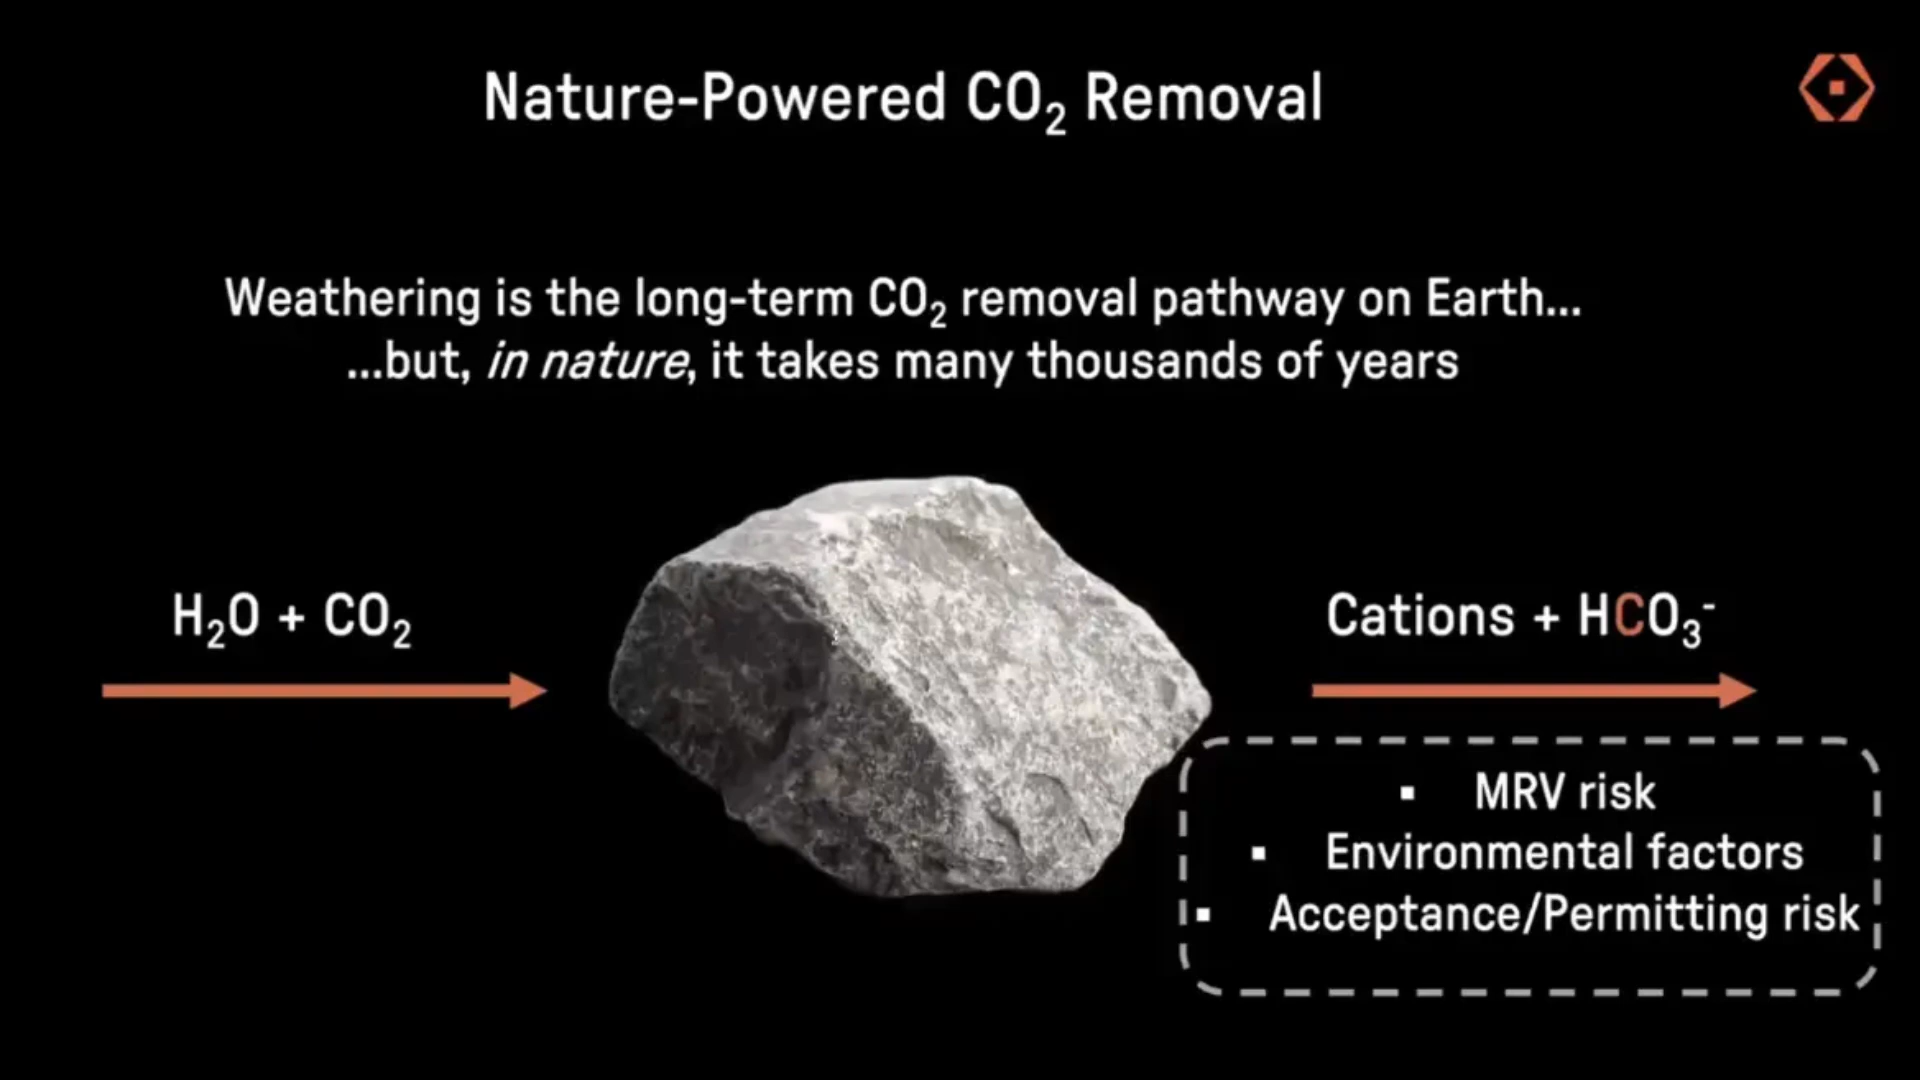 Nature-Powered CO₂ Removal
Weathering is the long-term CO₂ removal pathway on Earth...
...but, in nature, it takes many thousands of years
H₂O + CO₂
Cations + HCO₃⁻
▪ MRV risk
▪ Environmental factors
▪ Acceptance/Permitting risk